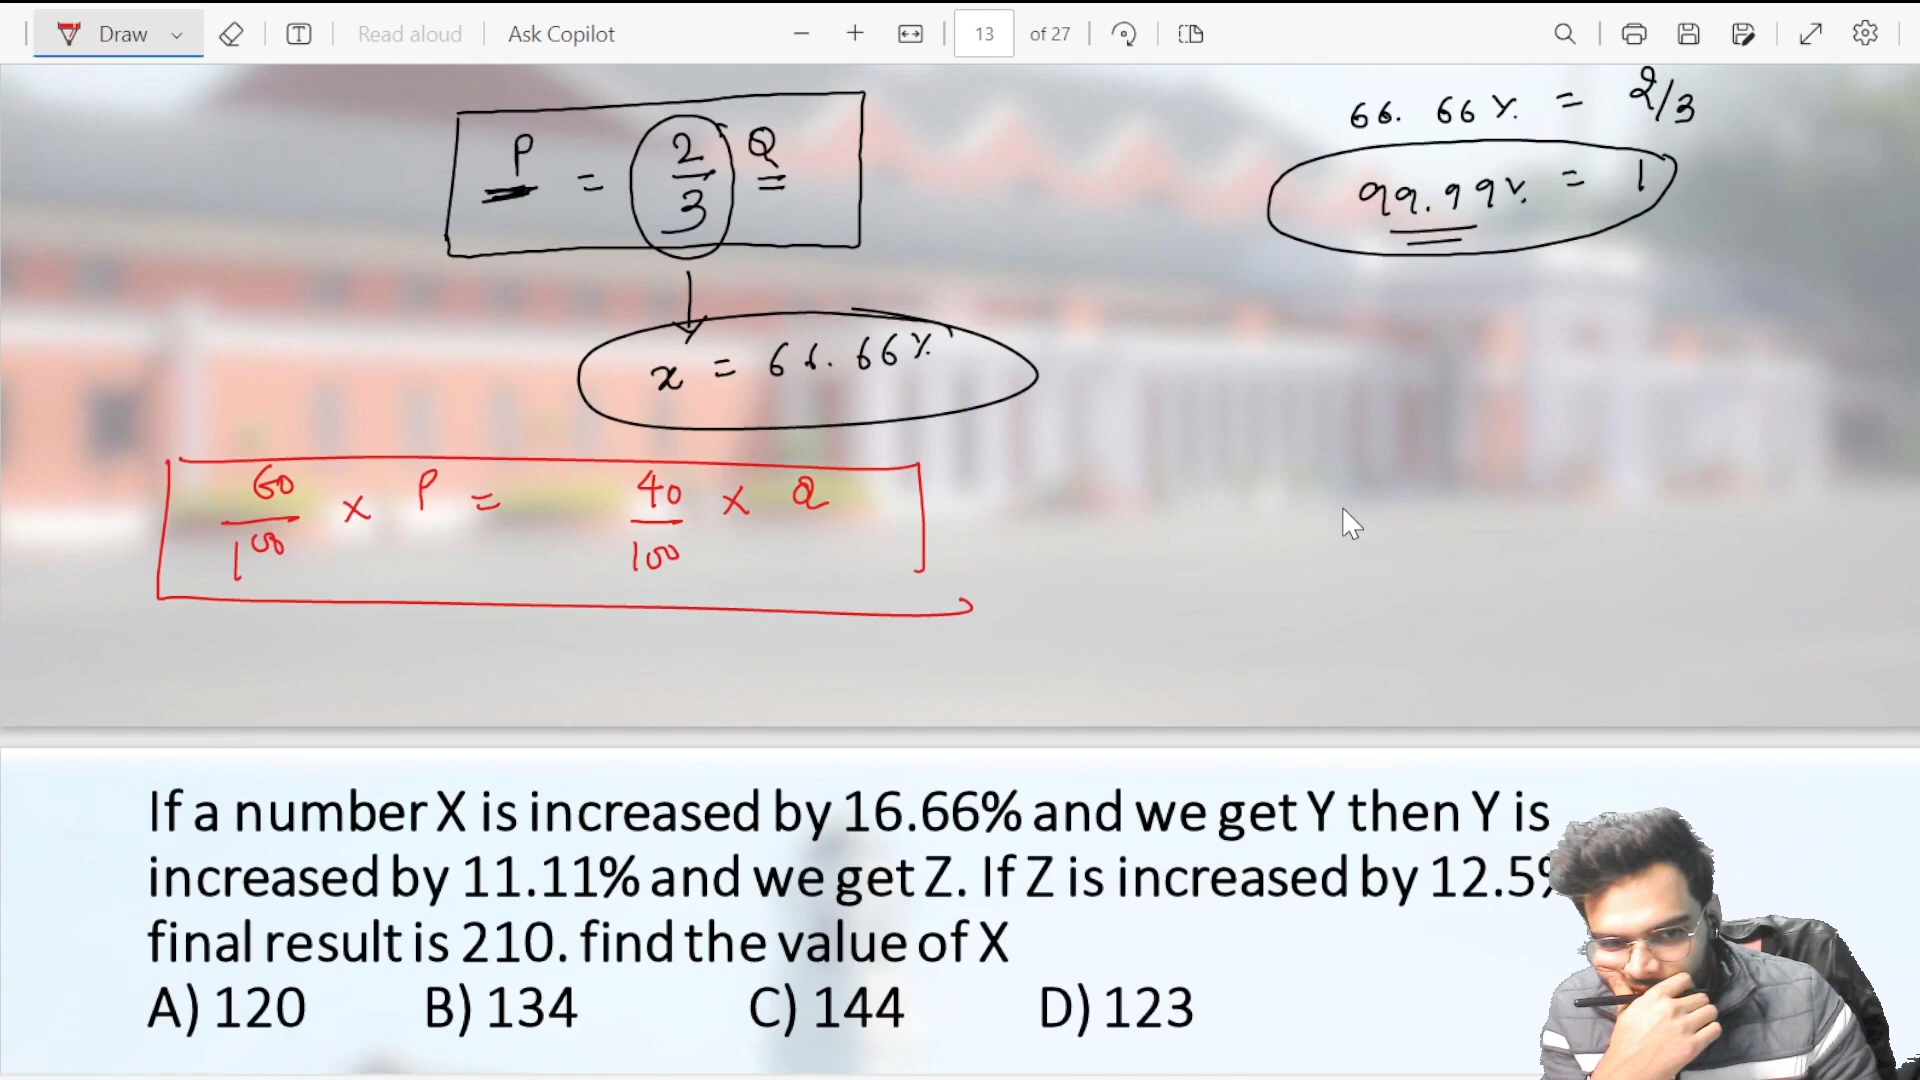 Draw
Read aloud
Ask Copilot
13 of 27
66.66% = 2/3
P = 2/3 Q
99.99% = 1
x = 66.66%
60/100 × P = 40/100 × Q
If a number X is increased by 16.66% and we get Y then Y is
increased by 11.11% and we get Z. If Z is increased by 12.5%
final result is 210. find the value of X
A) 120 B) 134 C) 144 D) 123